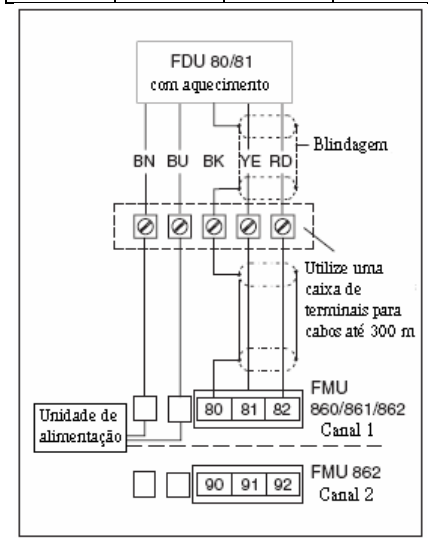 FDU 80/81
com aquecimento
Blindagem
BN BU BK YE RD
Utilize uma
caixa de
terminais para
cabos até 300 m
FMU
860/861/862
Canal 1
80 81 82
Unidade de
alimentação
FMU 862
Canal 2
90 91 92